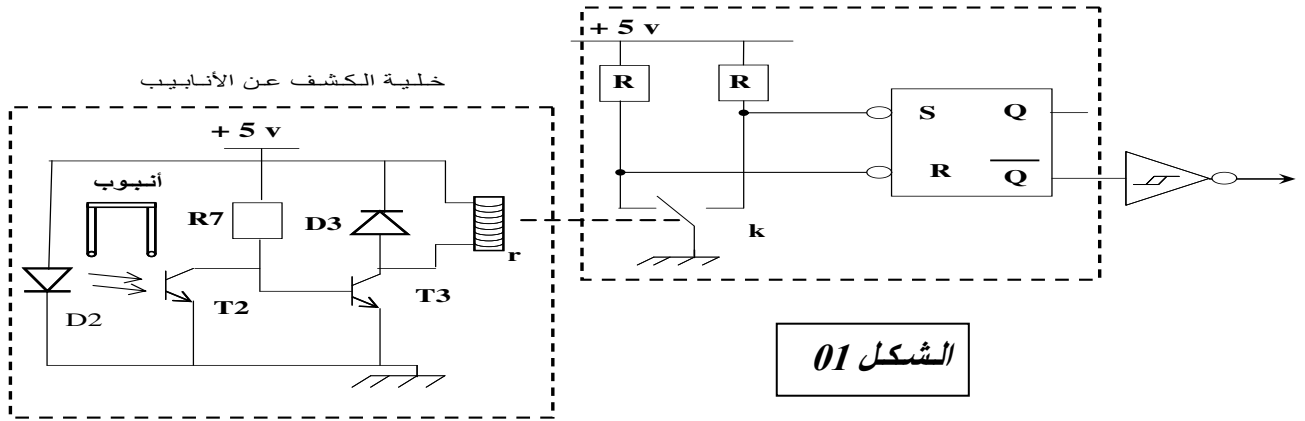 خلية الكشف عن الأنابيب
+ 5 v
أنبوب
R7
D3
r
D2
T2
T3
+ 5 v
R
R
S
Q
R
Q
k
الشكل 01